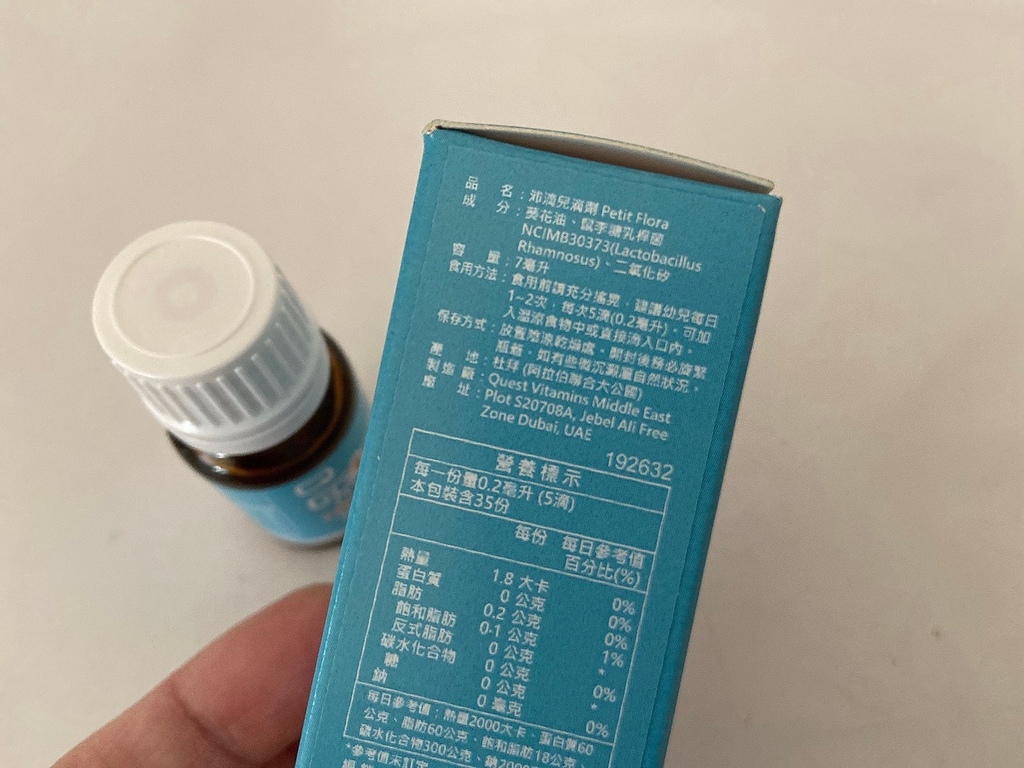 品 名：沛滴兒滴劑 Petit Flora
成 分：葵花油、鼠李醣乳桿菌
NCIMB30373(Lactobacillus
Rhamnosus)、二氧化矽
容 量：7毫升
食用方法：食用前請充分搖晃，建議幼兒每日
1~2次，每次5滴(0.2毫升)。可加
入溫涼食物中或直接滴入口內。
保存方式：放置陰涼乾燥處。開封後務必旋緊
瓶蓋，如有些微沉澱屬自然狀況。
產 地：杜拜 (阿拉伯聯合大公國)
製造廠：Quest Vitamins Middle East
廠 址：Plot S20708A, Jebel Ali Free
Zone Dubai, UAE
192632
營養標示
每一份量0.2毫升 (5滴)
本包裝含35份
每份 每日參考值
百分比(%)
熱量 1.8 大卡 0%
蛋白質 0 公克 0%
脂肪 0.2 公克 0%
飽和脂肪 0.1 公克 1%
反式脂肪 0 公克 *
碳水化合物 0 公克 0%
糖 0 公克 *
鈉 0 毫克 0%
每日參考值：熱量2000大卡、蛋白質60
公克、脂肪60公克、飽和脂肪18公克、
碳水化合物300公克、鈉2000
*參考值未訂定